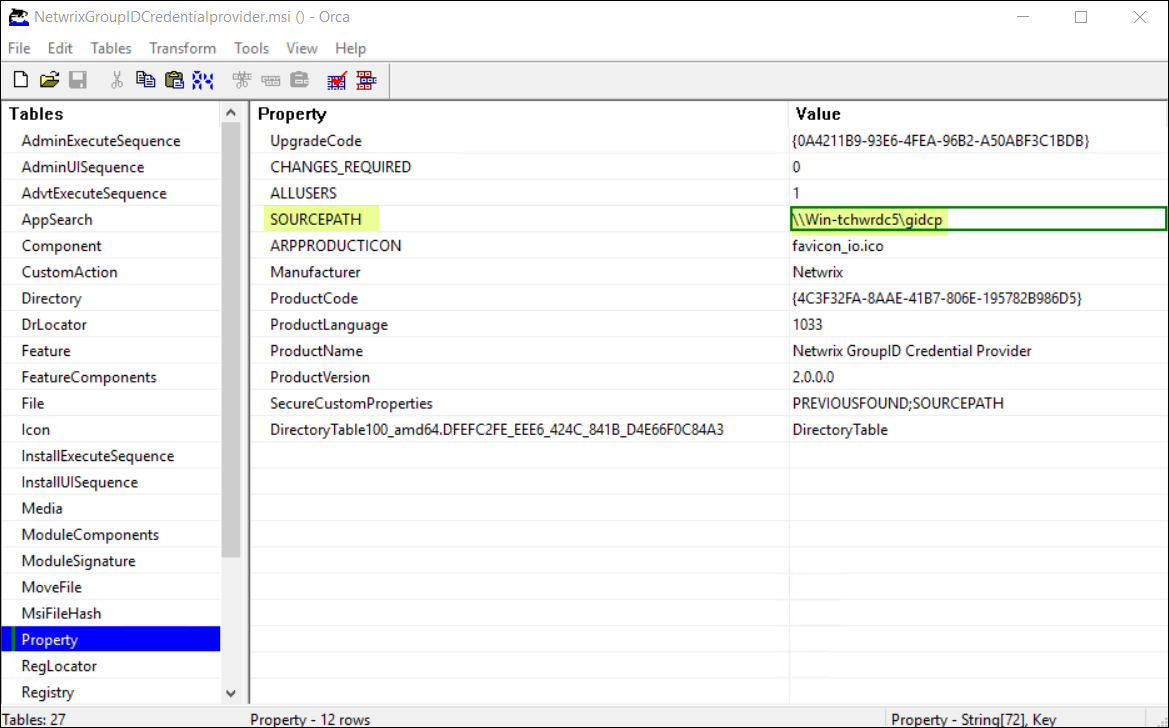 NetwrixGroupIDCredentialprovider.msi () - Orca
File Edit Tables Transform Tools View Help
Tables
AdminExecuteSequence
AdminUISequence
AdvtExecuteSequence
AppSearch
Component
CustomAction
Directory
DrLocator
Feature
FeatureComponents
File
Icon
InstallExecuteSequence
InstallUISequence
Media
ModuleComponents
ModuleSignature
MoveFile
MsiFileHash
Property
RegLocator
Registry
Property Value
UpgradeCode {0A4211B9-93E6-4FEA-96B2-A50ABF3C1BDB}
CHANGES_REQUIRED 0
ALLUSERS 1
SOURCEPATH \\Win-tchwrdc5\gidcp
ARPPRODUCTICON favicon_io.ico
Manufacturer Netwrix
ProductCode {4C3F32FA-8AAE-41B7-806E-195782B986D5}
ProductLanguage 1033
ProductName Netwrix GroupID Credential Provider
ProductVersion 2.0.0.0
SecureCustomProperties PREVIOUSFOUND;SOURCEPATH
DirectoryTable100_amd64.DFEFC2FE_EEE6_424C_841B_D4E66F0C84A3 DirectoryTable
Tables: 27 Property - 12 rows Property - String[72], Key